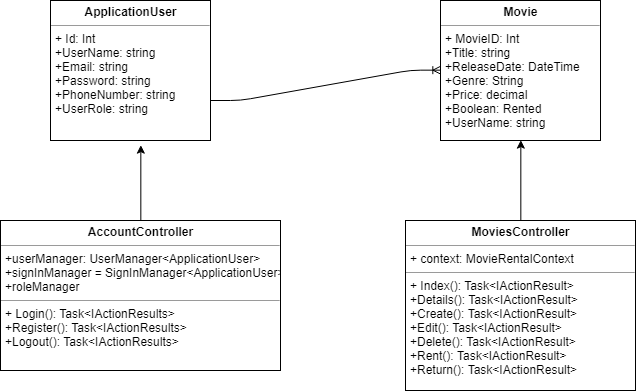 ApplicationUser
+ Id: Int
+UserName: string
+Email: string
+Password: string
+PhoneNumber: string
+UserRole: string
Movie
+ MovieID: Int
+Title: string
+ReleaseDate: DateTime
+Genre: String
+Price: decimal
+Boolean: Rented
+UserName: string
AccountController
+userManager: UserManager<ApplicationUser>
+signInManager = SignInManager<ApplicationUser>
+roleManager
+ Login(): Task<IActionResults>
+Register(): Task<IActionResults>
+Logout(): Task<IActionResults>
MoviesController
+ context: MovieRentalContext
+ Index(): Task<IActionResult>
+Details(): Task<IActionResult>
+Create(): Task<IActionResult>
+Edit(): Task<IActionResult>
+Delete(): Task<IActionResult>
+Rent(): Task<IActionResult>
+Return(): Task<IActionResult>